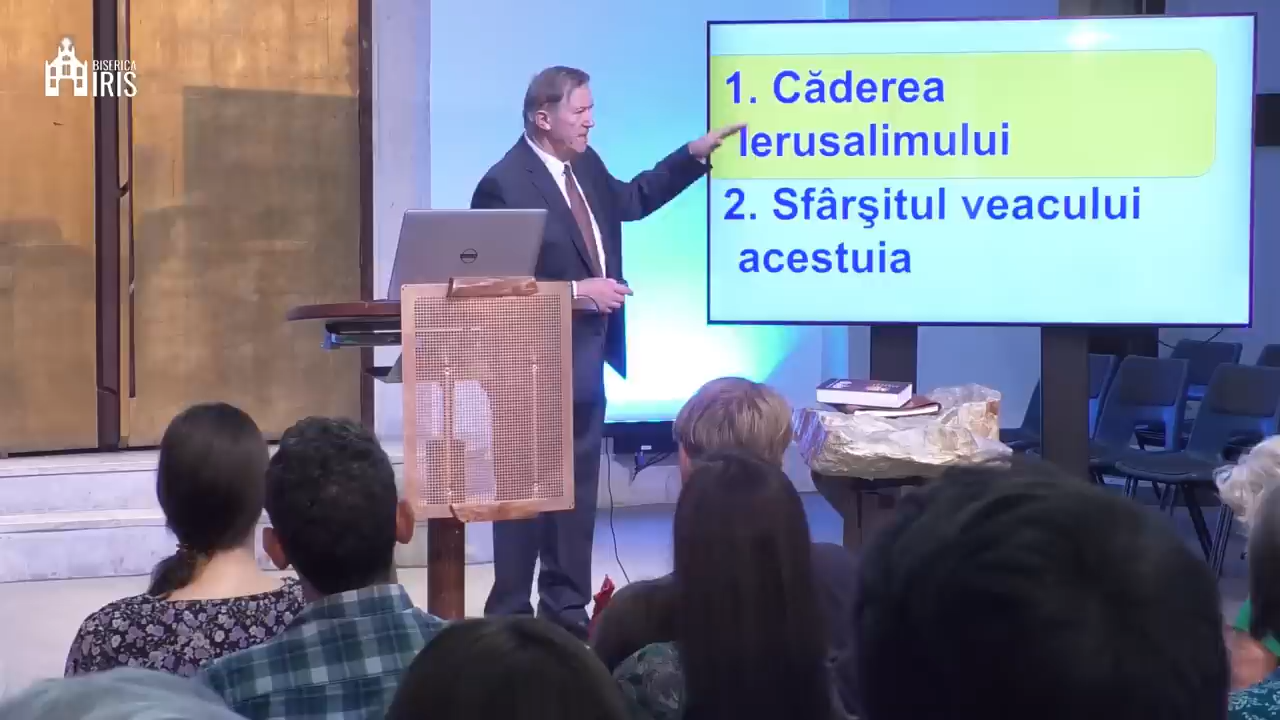 BISERICA
IRIS
1. Căderea
Ierusalimului
2. Sfârşitul veacului
acestuia